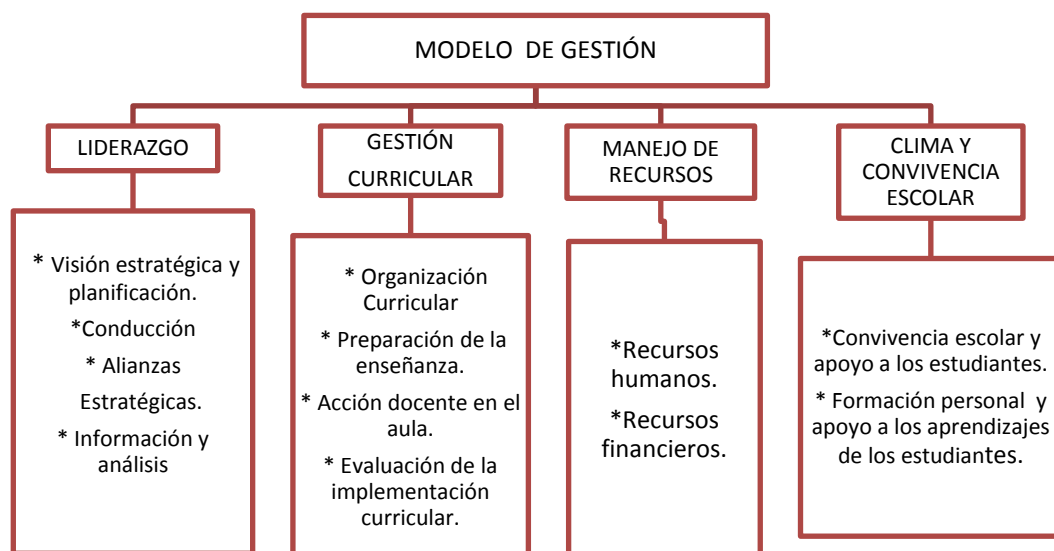 MODELO DE GESTIÓN
LIDERAZGO
* Visión estratégica y
planificación.
*Conducción
* Alianzas
Estratégicas.
* Información y
análisis
GESTIÓN
CURRICULAR
* Organización
Curricular
* Preparación de la
enseñanza.
* Acción docente en el
aula.
* Evaluación de la
implementación
curricular.
MANEJO DE
RECURSOS
*Recursos
humanos.
*Recursos
financieros.
CLIMA Y
CONVIVENCIA
ESCOLAR
*Convivencia escolar y
apoyo a los estudiantes.
* Formación personal y
apoyo a los aprendizajes
de los estudiantes.